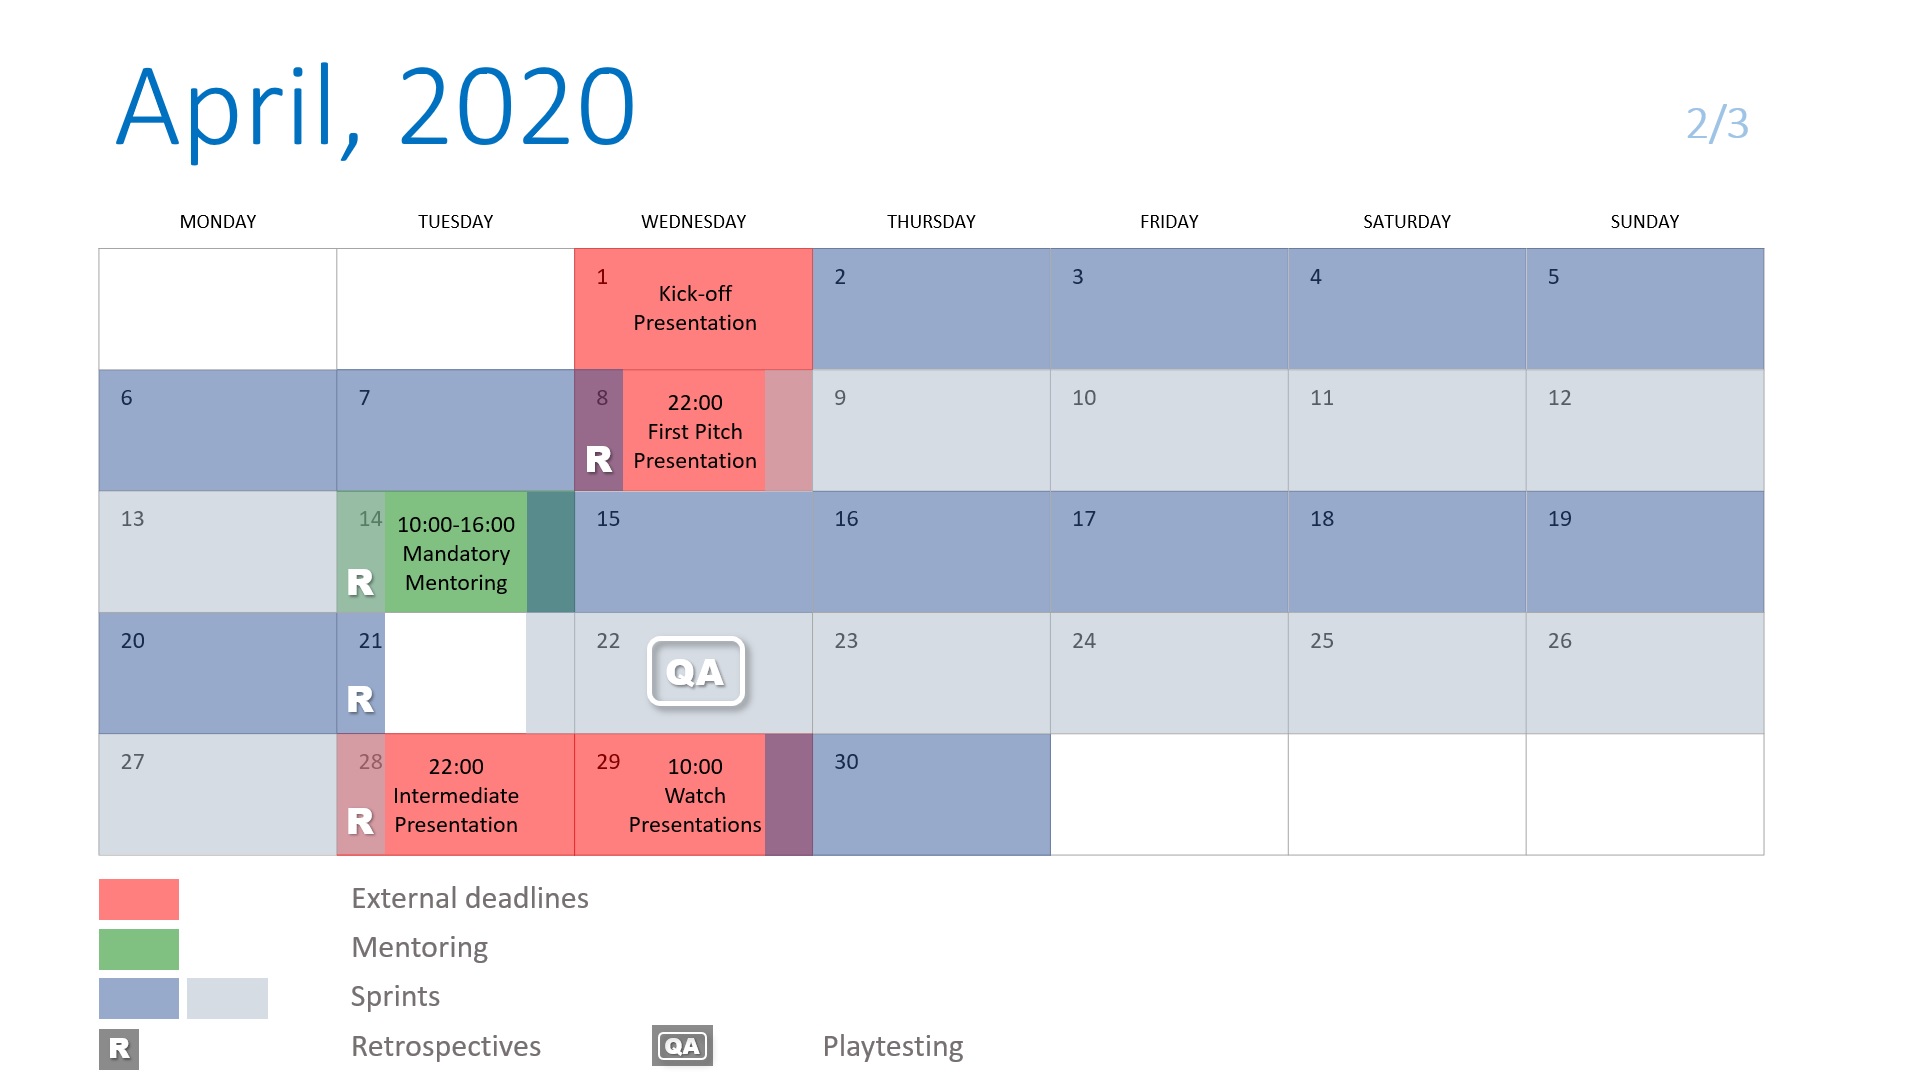 April, 2020
2/3
MONDAY TUESDAY WEDNESDAY THURSDAY FRIDAY SATURDAY SUNDAY
1 2 3 4 5
Kick-off
Presentation
6 7 8 9 10 11 12
22:00
First Pitch
Presentation
R
13 14 15 16 17 18 19
10:00-16:00
Mandatory
Mentoring
R
20 21 22 23 24 25 26
QA
R
27 28 29 30
22:00 10:00
Intermediate Watch
Presentation Presentations
R
External deadlines
Mentoring
Sprints
R Retrospectives QA Playtesting